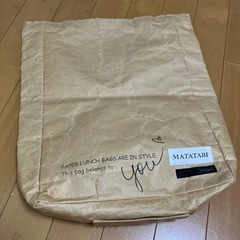 PAPER LUNCH BAGS ARE IN STYLE.
This bag belongs to
you
MATATABI